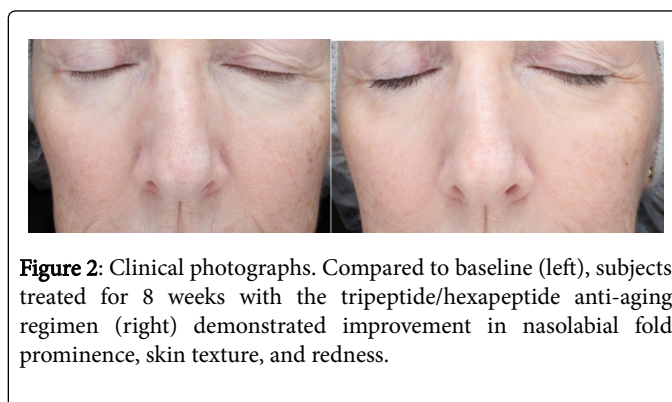 Figure 2: Clinical photographs. Compared to baseline (left), subjects
treated for 8 weeks with the tripeptide/hexapeptide anti-aging
regimen (right) demonstrated improvement in nasolabial fold
prominence, skin texture, and redness.